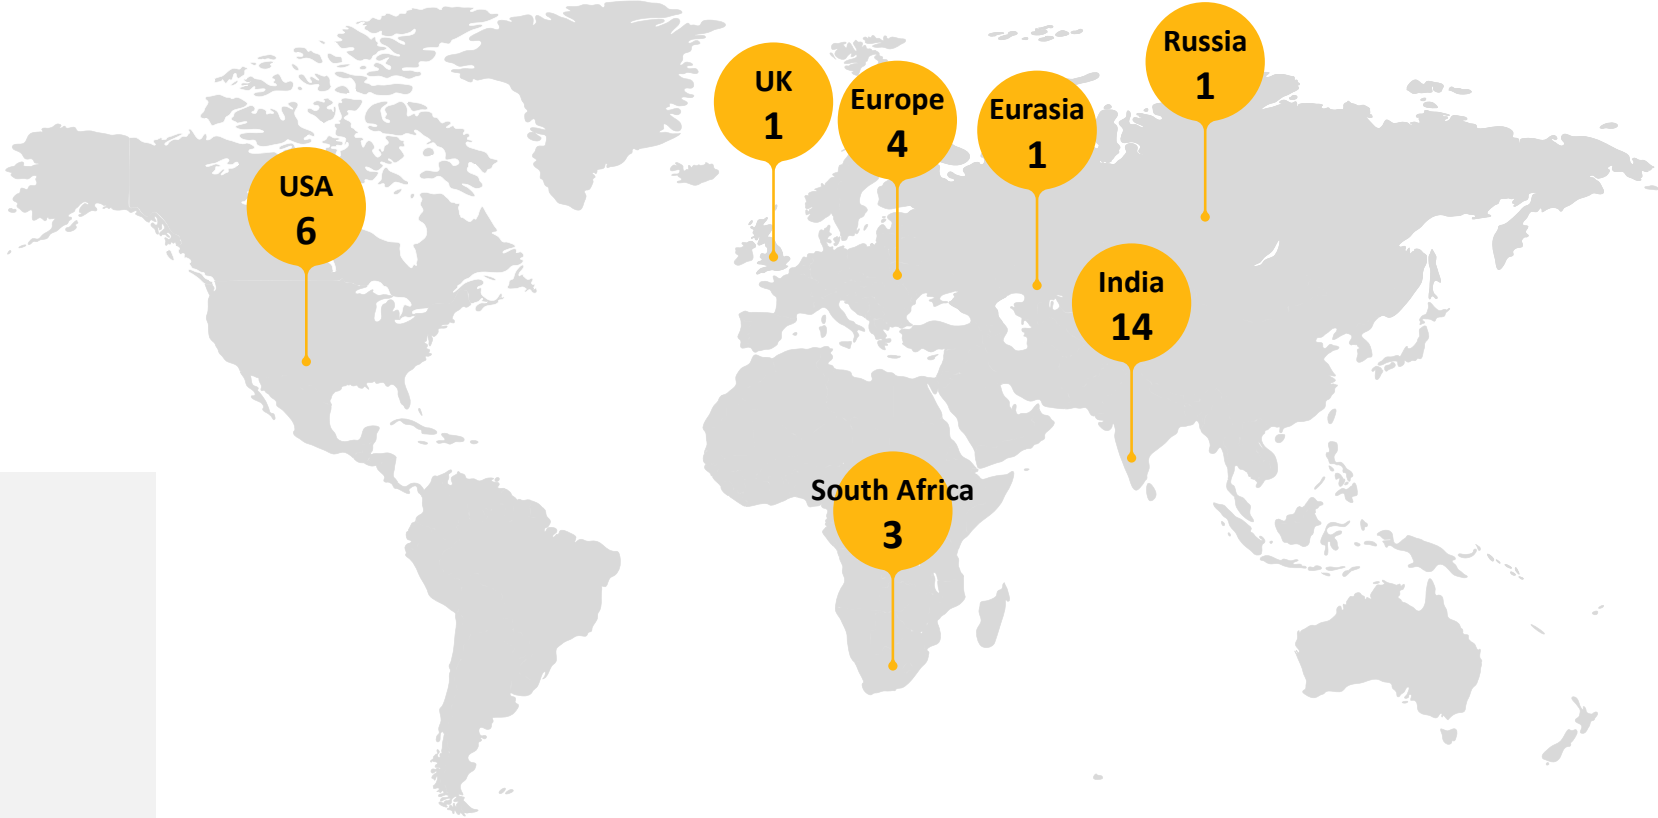 Russia
1
UK
1
Europe
4
Eurasia
1
USA
6
India
14
South Africa
3